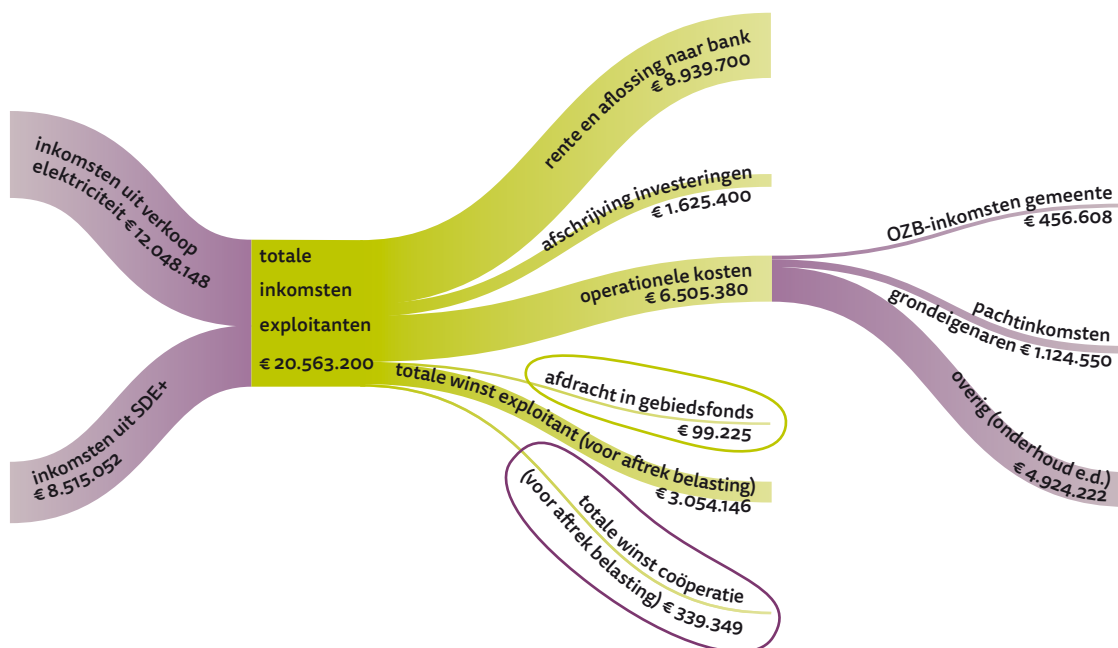 inkomsten uit verkoop
elektriciteit € 12.048.148
inkomsten uit SDE+
€ 8.515.052
totale
inkomsten
exploitanten
€ 20.563.200
rente en aflossing naar bank
€ 8.939.700
afschrijving investeringen
€ 1.625.400
operationele kosten
€ 6.505.380
afdracht in gebiedsfonds
€ 99.225
totale winst exploitant (voor aftrek belasting)
€ 3.054.146
totale winst coöperatie
(voor aftrek belasting) € 339.349
OZB-inkomsten gemeente
€ 456.608
pachtinkomsten
grondeigenaren € 1.124.550
overig (onderhoud e.d.)
€ 4.924.222